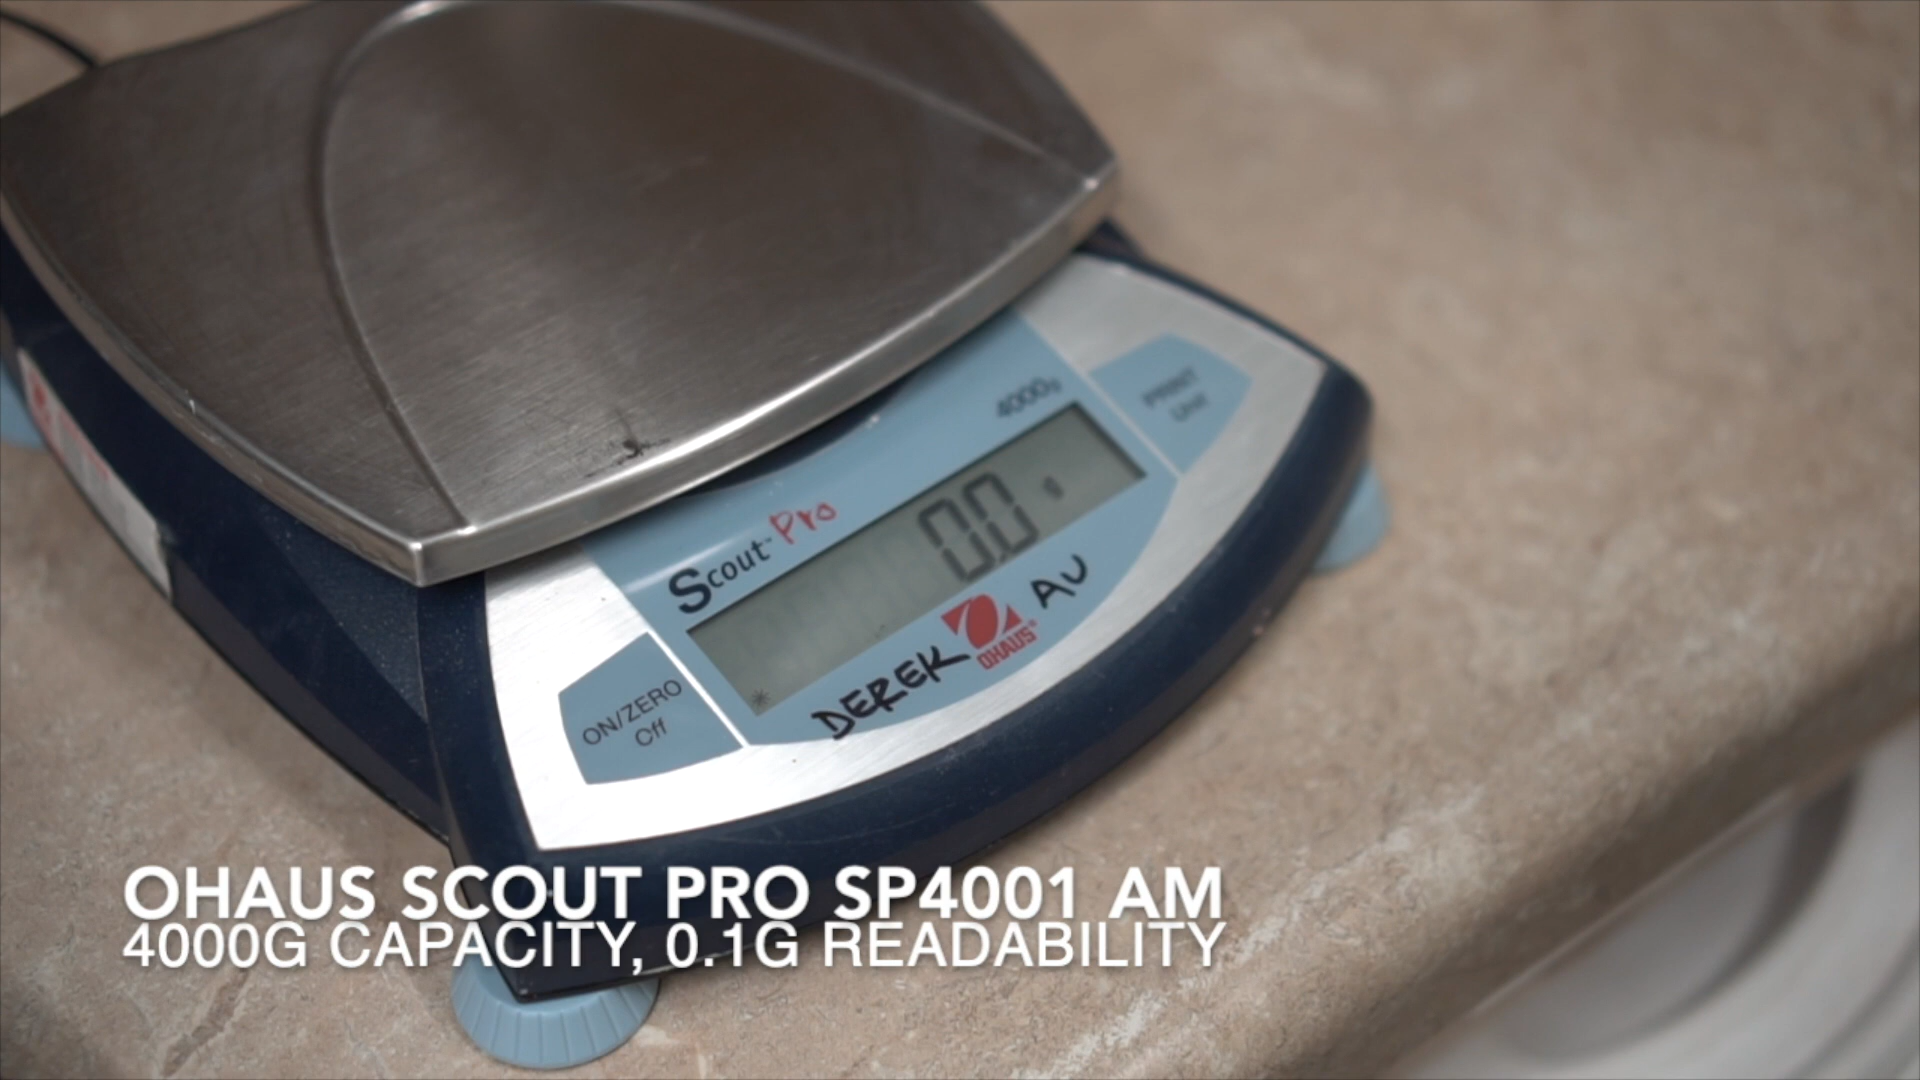 4000g
PRINT
Unit
Scout™ Pro
0.0 g
DEREK AU
OHAUS®
ON/ZERO
Off
*
OHAUS SCOUT PRO SP4001 AM
4000G CAPACITY, 0.1G READABILITY